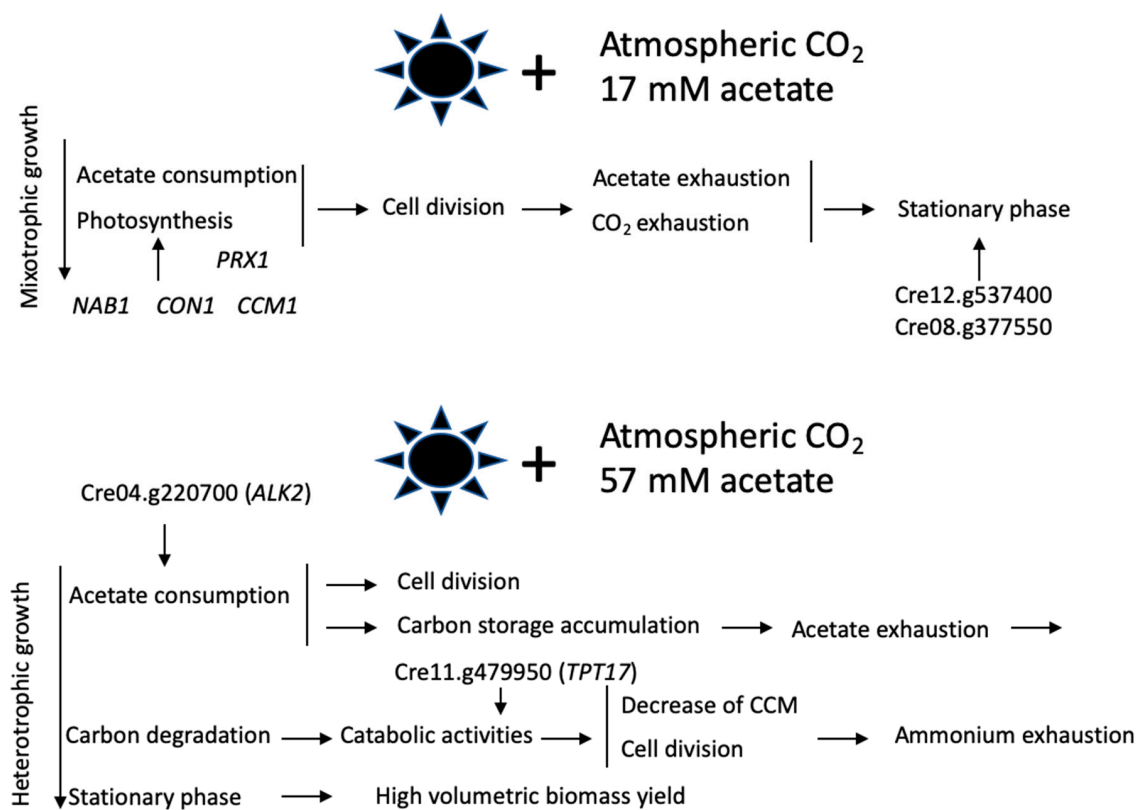 Atmospheric CO₂
+
17 mM acetate
Mixotrophic growth
Acetate consumption
Photosynthesis
PRX1
NAB1 CON1 CCM1
Cell division
Acetate exhaustion
CO₂ exhaustion
Stationary phase
Cre12.g537400
Cre08.g377550
Atmospheric CO₂
+
57 mM acetate
Cre04.g220700 (ALK2)
Heterotrophic growth
Acetate consumption
Cell division
Carbon storage accumulation
Acetate exhaustion
Cre11.g479950 (TPT17)
Carbon degradation
Catabolic activities
Decrease of CCM
Cell division
Ammonium exhaustion
Stationary phase
High volumetric biomass yield